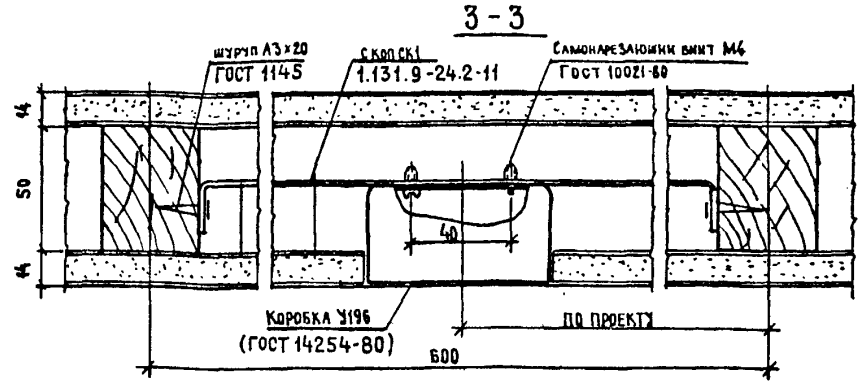 3 - 3
шуруп А3×20
ГОСТ 1145
скоп СК1
1.131.9-24.2-11
Самонарезающий винт М4
ГОСТ 10021-80
14
50
14
40
Коробка У196
(ГОСТ 14254-80)
по проекту
600